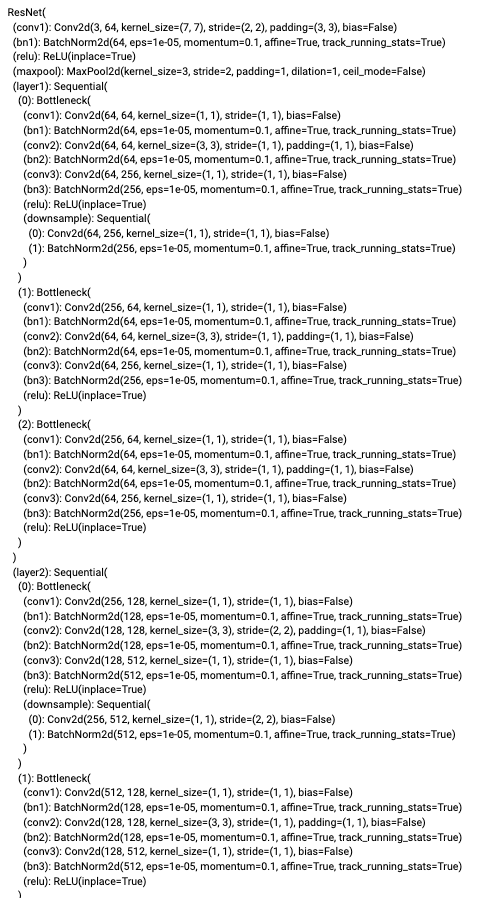 ResNet(
(conv1): Conv2d(3, 64, kernel_size=(7, 7), stride=(2, 2), padding=(3, 3), bias=False)
(bn1): BatchNorm2d(64, eps=1e-05, momentum=0.1, affine=True, track_running_stats=True)
(relu): ReLU(inplace=True)
(maxpool): MaxPool2d(kernel_size=3, stride=2, padding=1, dilation=1, ceil_mode=False)
(layer1): Sequential(
(0): Bottleneck(
(conv1): Conv2d(64, 64, kernel_size=(1, 1), stride=(1, 1), bias=False)
(bn1): BatchNorm2d(64, eps=1e-05, momentum=0.1, affine=True, track_running_stats=True)
(conv2): Conv2d(64, 64, kernel_size=(3, 3), stride=(1, 1), padding=(1, 1), bias=False)
(bn2): BatchNorm2d(64, eps=1e-05, momentum=0.1, affine=True, track_running_stats=True)
(conv3): Conv2d(64, 256, kernel_size=(1, 1), stride=(1, 1), bias=False)
(bn3): BatchNorm2d(256, eps=1e-05, momentum=0.1, affine=True, track_running_stats=True)
(relu): ReLU(inplace=True)
(downsample): Sequential(
(0): Conv2d(64, 256, kernel_size=(1, 1), stride=(1, 1), bias=False)
(1): BatchNorm2d(256, eps=1e-05, momentum=0.1, affine=True, track_running_stats=True)
)
)
(1): Bottleneck(
(conv1): Conv2d(256, 64, kernel_size=(1, 1), stride=(1, 1), bias=False)
(bn1): BatchNorm2d(64, eps=1e-05, momentum=0.1, affine=True, track_running_stats=True)
(conv2): Conv2d(64, 64, kernel_size=(3, 3), stride=(1, 1), padding=(1, 1), bias=False)
(bn2): BatchNorm2d(64, eps=1e-05, momentum=0.1, affine=True, track_running_stats=True)
(conv3): Conv2d(64, 256, kernel_size=(1, 1), stride=(1, 1), bias=False)
(bn3): BatchNorm2d(256, eps=1e-05, momentum=0.1, affine=True, track_running_stats=True)
(relu): ReLU(inplace=True)
)
(2): Bottleneck(
(conv1): Conv2d(256, 64, kernel_size=(1, 1), stride=(1, 1), bias=False)
(bn1): BatchNorm2d(64, eps=1e-05, momentum=0.1, affine=True, track_running_stats=True)
(conv2): Conv2d(64, 64, kernel_size=(3, 3), stride=(1, 1), padding=(1, 1), bias=False)
(bn2): BatchNorm2d(64, eps=1e-05, momentum=0.1, affine=True, track_running_stats=True)
(conv3): Conv2d(64, 256, kernel_size=(1, 1), stride=(1, 1), bias=False)
(bn3): BatchNorm2d(256, eps=1e-05, momentum=0.1, affine=True, track_running_stats=True)
(relu): ReLU(inplace=True)
)
)
(layer2): Sequential(
(0): Bottleneck(
(conv1): Conv2d(256, 128, kernel_size=(1, 1), stride=(1, 1), bias=False)
(bn1): BatchNorm2d(128, eps=1e-05, momentum=0.1, affine=True, track_running_stats=True)
(conv2): Conv2d(128, 128, kernel_size=(3, 3), stride=(2, 2), padding=(1, 1), bias=False)
(bn2): BatchNorm2d(128, eps=1e-05, momentum=0.1, affine=True, track_running_stats=True)
(conv3): Conv2d(128, 512, kernel_size=(1, 1), stride=(1, 1), bias=False)
(bn3): BatchNorm2d(512, eps=1e-05, momentum=0.1, affine=True, track_running_stats=True)
(relu): ReLU(inplace=True)
(downsample): Sequential(
(0): Conv2d(256, 512, kernel_size=(1, 1), stride=(2, 2), bias=False)
(1): BatchNorm2d(512, eps=1e-05, momentum=0.1, affine=True, track_running_stats=True)
)
)
(1): Bottleneck(
(conv1): Conv2d(512, 128, kernel_size=(1, 1), stride=(1, 1), bias=False)
(bn1): BatchNorm2d(128, eps=1e-05, momentum=0.1, affine=True, track_running_stats=True)
(conv2): Conv2d(128, 128, kernel_size=(3, 3), stride=(1, 1), padding=(1, 1), bias=False)
(bn2): BatchNorm2d(128, eps=1e-05, momentum=0.1, affine=True, track_running_stats=True)
(conv3): Conv2d(128, 512, kernel_size=(1, 1), stride=(1, 1), bias=False)
(bn3): BatchNorm2d(512, eps=1e-05, momentum=0.1, affine=True, track_running_stats=True)
(relu): ReLU(inplace=True)
)